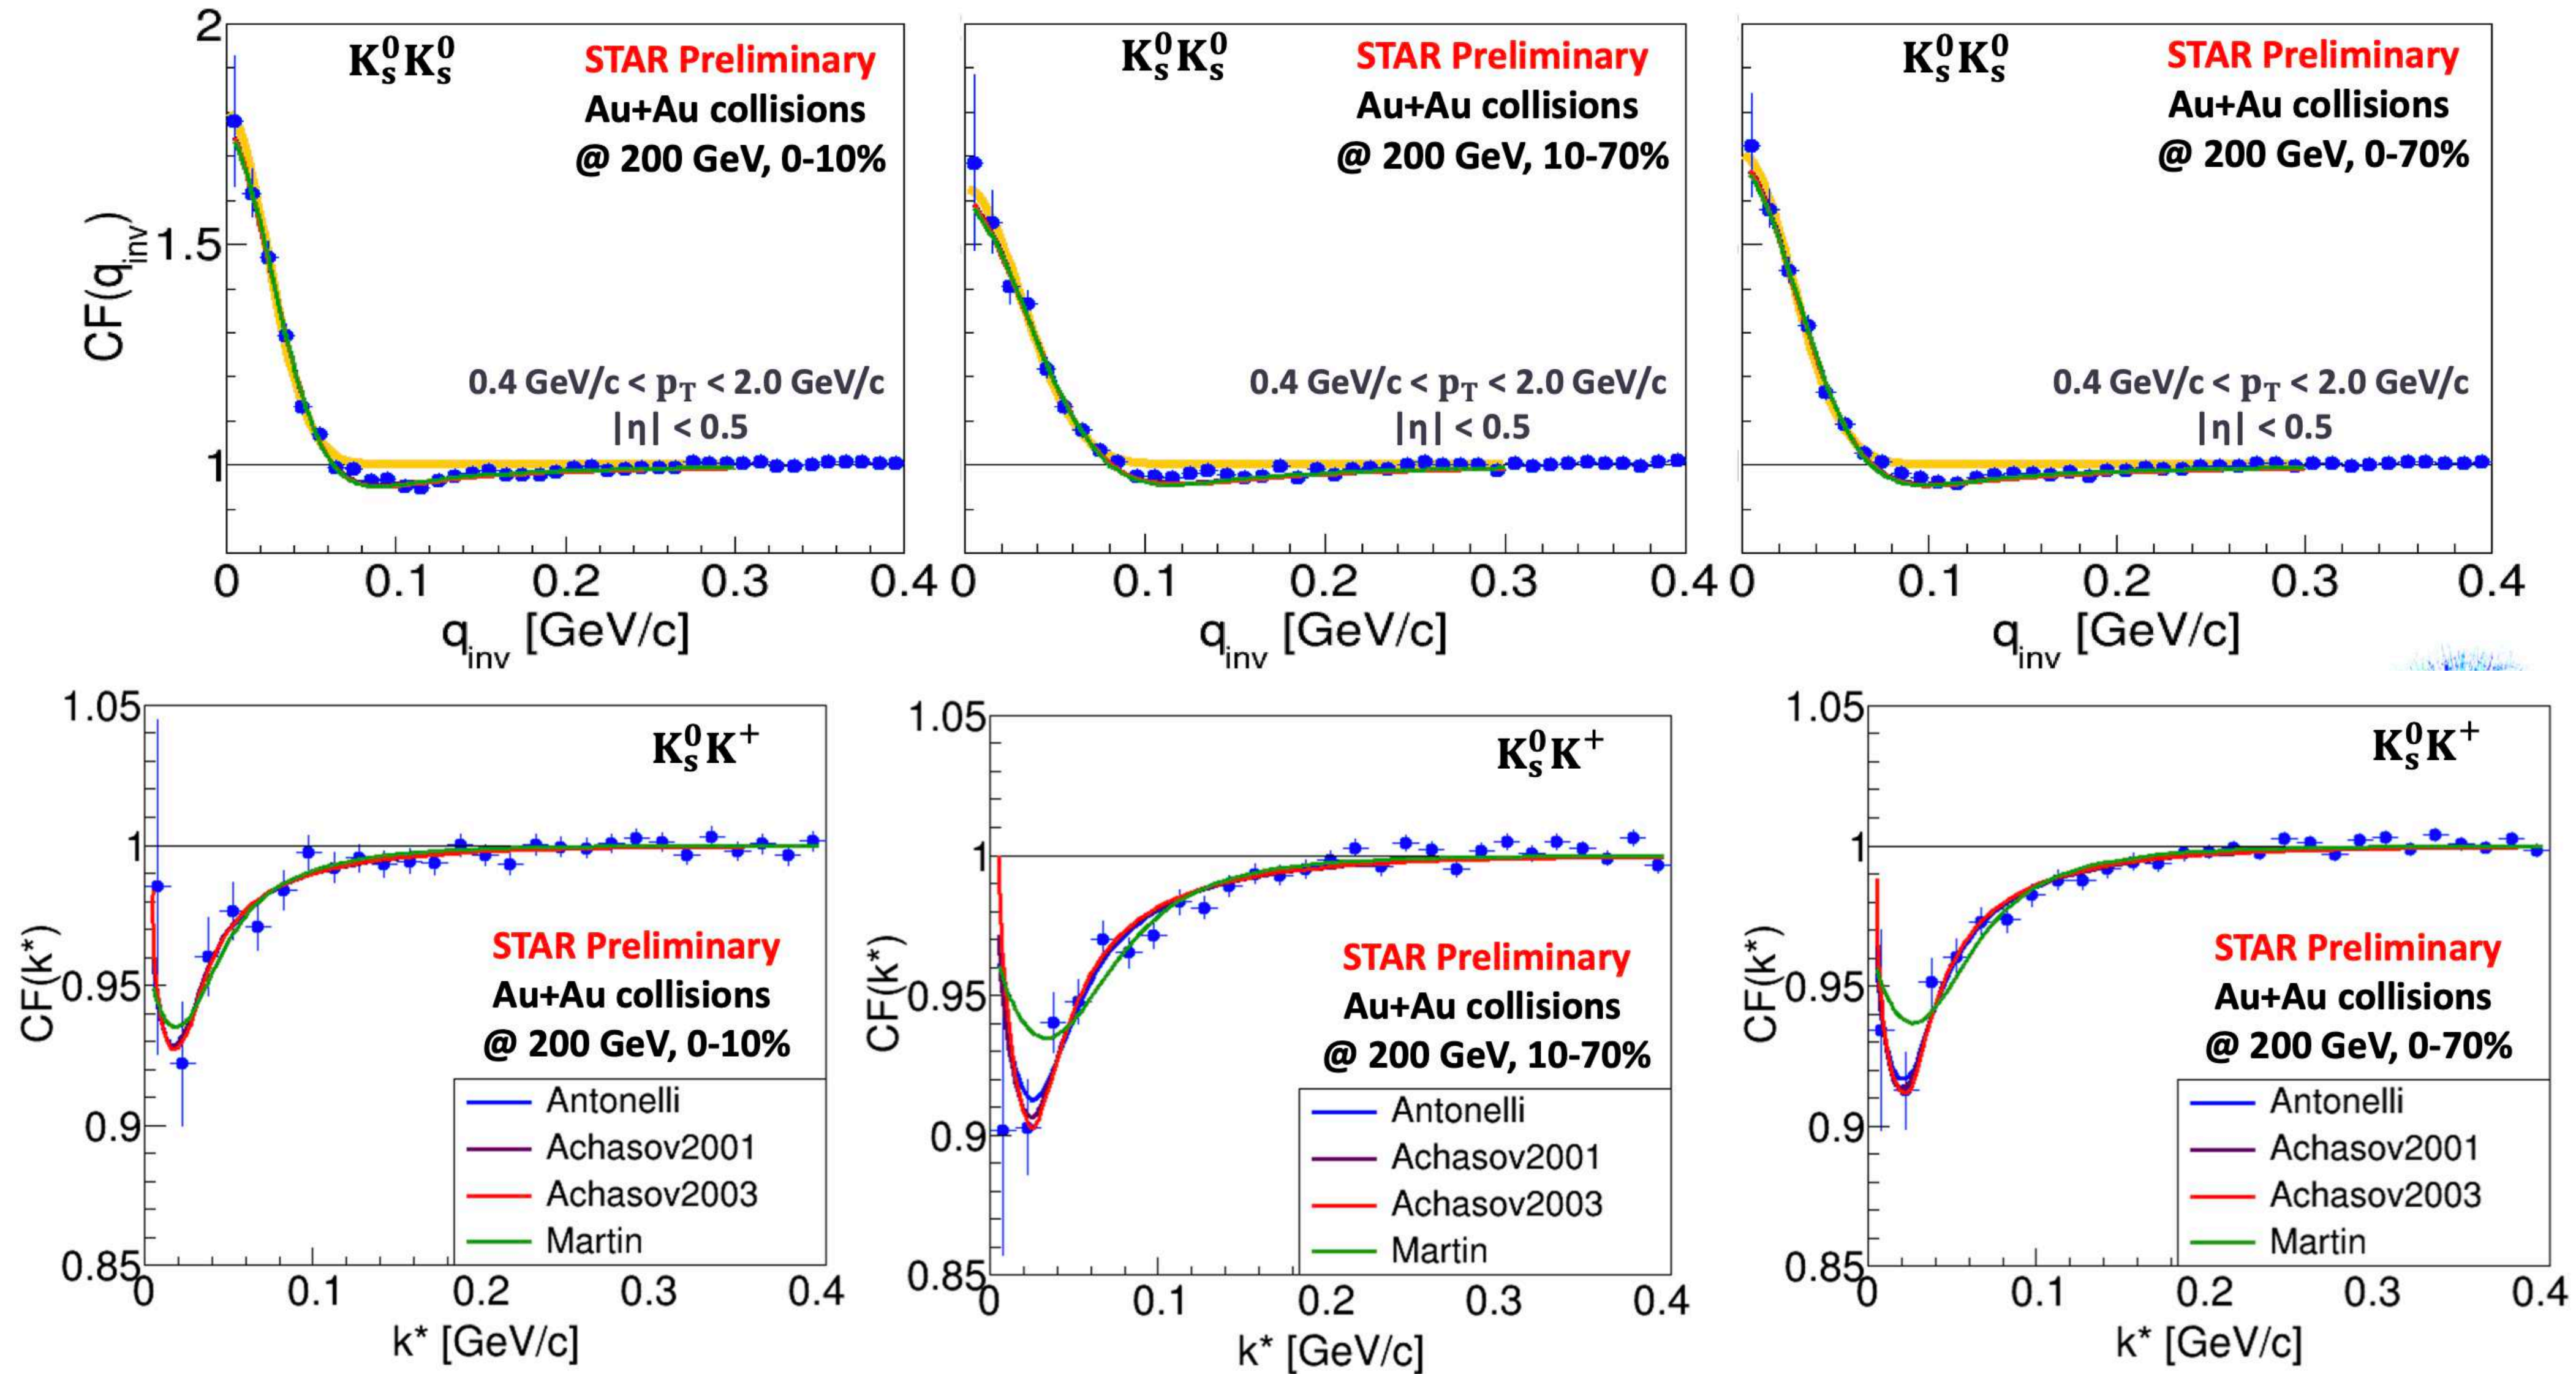 2
1.5
1
CF(q_inv)
K⁰ₛK⁰ₛ
STAR Preliminary
Au+Au collisions
@ 200 GeV, 0-10%
0.4 GeV/c < p_T < 2.0 GeV/c
|η| < 0.5
0 0.1 0.2 0.3 0.4
q_inv [GeV/c]
K⁰ₛK⁰ₛ
STAR Preliminary
Au+Au collisions
@ 200 GeV, 10-70%
0.4 GeV/c < p_T < 2.0 GeV/c
|η| < 0.5
0 0.1 0.2 0.3 0.4
q_inv [GeV/c]
K⁰ₛK⁰ₛ
STAR Preliminary
Au+Au collisions
@ 200 GeV, 0-70%
0.4 GeV/c < p_T < 2.0 GeV/c
|η| < 0.5
0 0.1 0.2 0.3 0.4
q_inv [GeV/c]
1.05
1
0.95
0.9
0.85
CF(k*)
K⁰ₛK⁺
STAR Preliminary
Au+Au collisions
@ 200 GeV, 0-10%
Antonelli
Achasov2001
Achasov2003
Martin
0 0.1 0.2 0.3 0.4
k* [GeV/c]
1.05
1
0.95
0.9
0.85
CF(k*)
K⁰ₛK⁺
STAR Preliminary
Au+Au collisions
@ 200 GeV, 10-70%
Antonelli
Achasov2001
Achasov2003
Martin
0 0.1 0.2 0.3 0.4
k* [GeV/c]
1.05
1
0.95
0.9
0.85
CF(k*)
K⁰ₛK⁺
STAR Preliminary
Au+Au collisions
@ 200 GeV, 0-70%
Antonelli
Achasov2001
Achasov2003
Martin
0 0.1 0.2 0.3 0.4
k* [GeV/c]